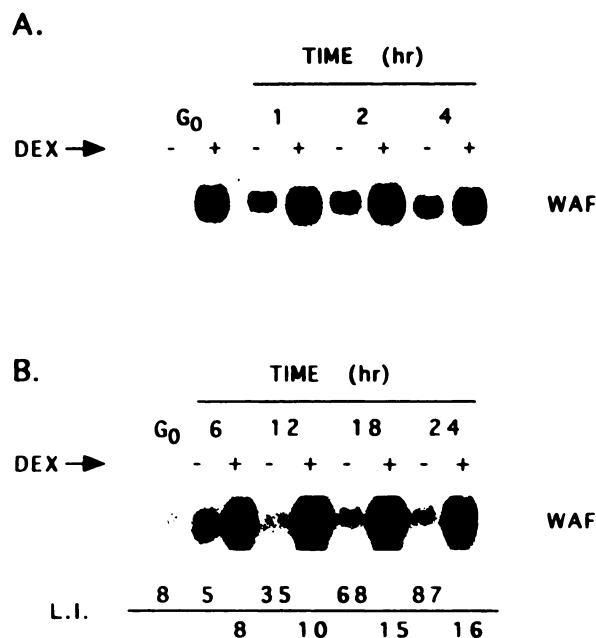 A.
TIME (hr)
G0 1 2 4
DEX → - + - + - + - +
WAF
B.
TIME (hr)
G0 6 12 18 24
DEX → - + - + - + - +
WAF
8 5 35 68 87
L.I.
8 10 15 16